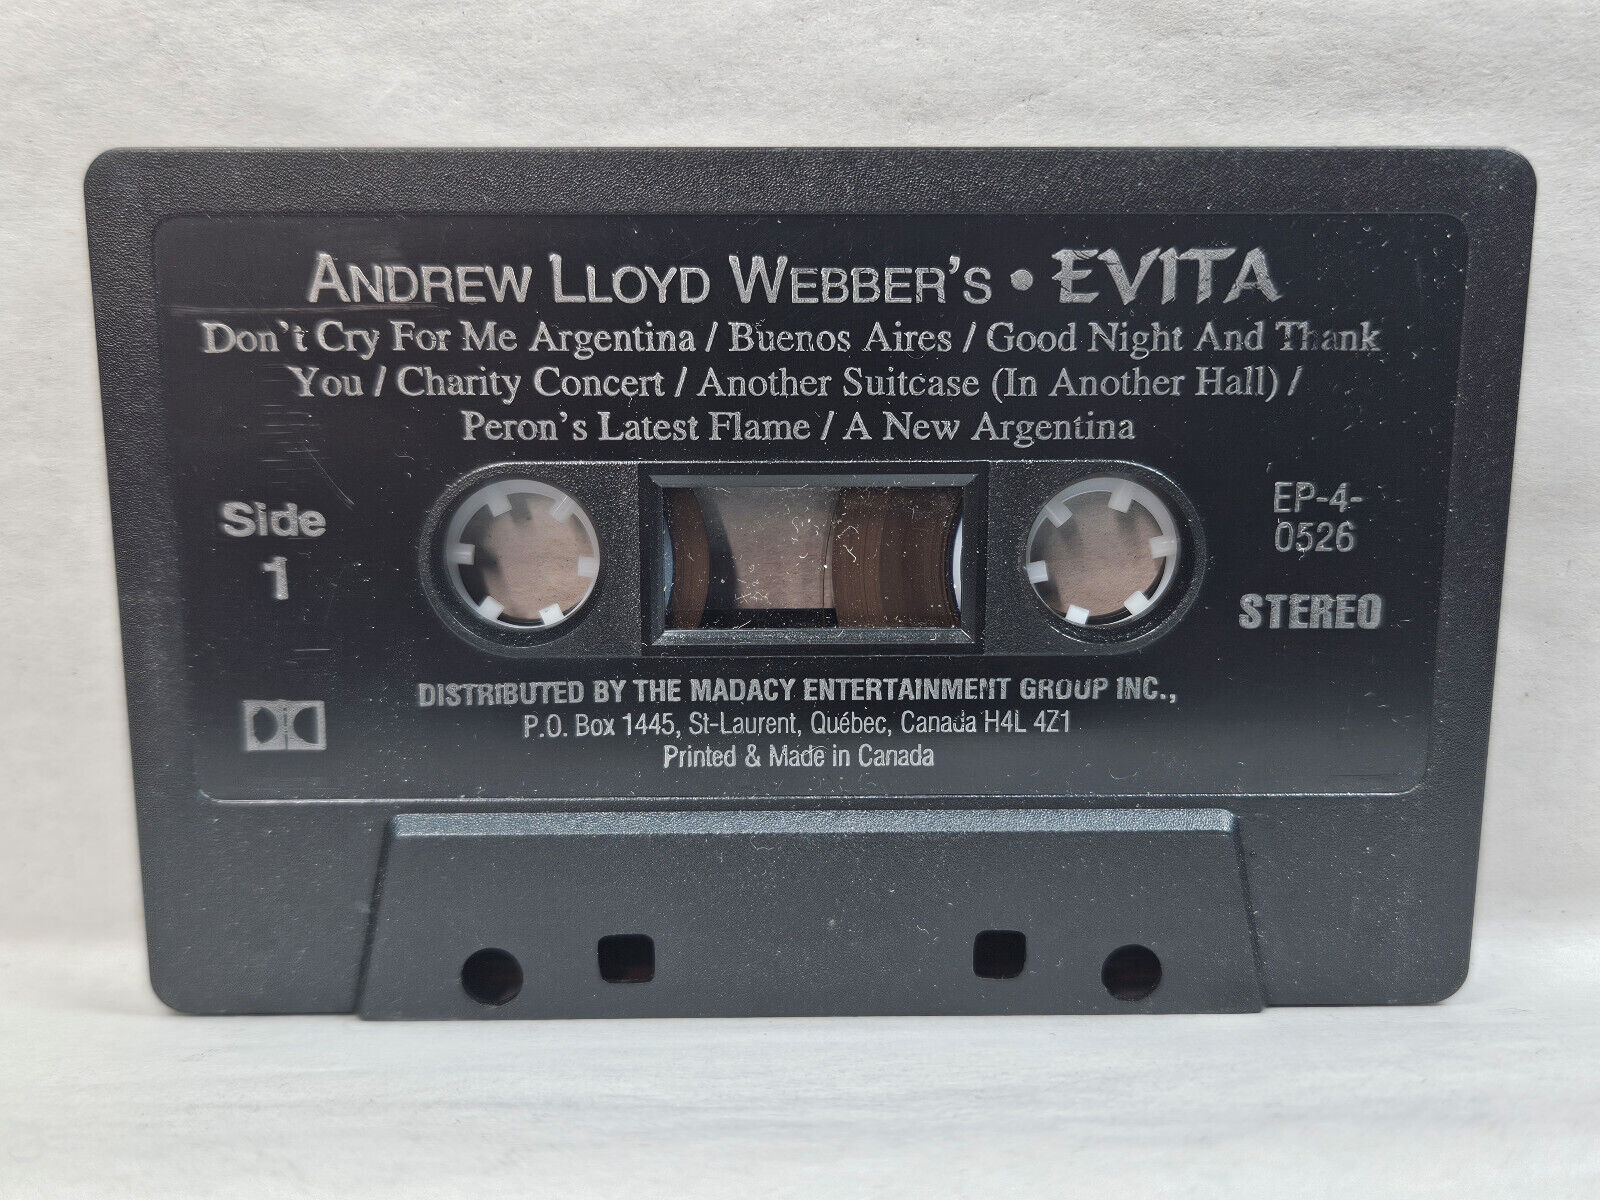 ANDREW LLOYD WEBBER'S • EVITA
Don't Cry For Me Argentina / Buenos Aires / Good Night And Thank
You / Charity Concert / Another Suitcase (In Another Hall) /
Peron's Latest Flame / A New Argentina
Side
1
EP-4-
0526
STEREO
DISTRIBUTED BY THE MADACY ENTERTAINMENT GROUP INC.,
P.O. Box 1445, St-Laurent, Québec, Canada H4L 4Z1
Printed & Made in Canada